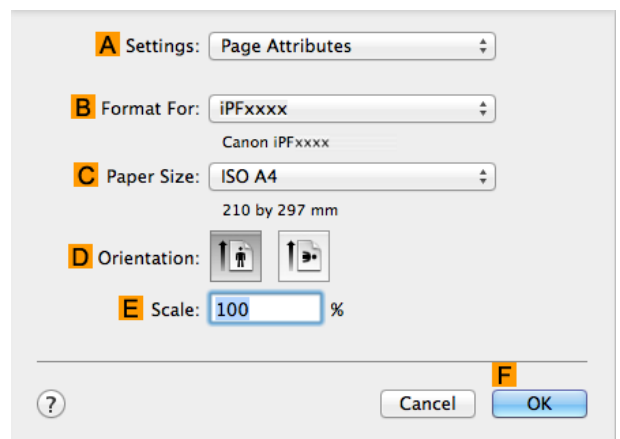 A Settings: Page Attributes
B Format For: iPFxxxx
Canon iPFxxxx
C Paper Size: ISO A4
210 by 297 mm
D Orientation:
E Scale: 100 %
F
? Cancel OK